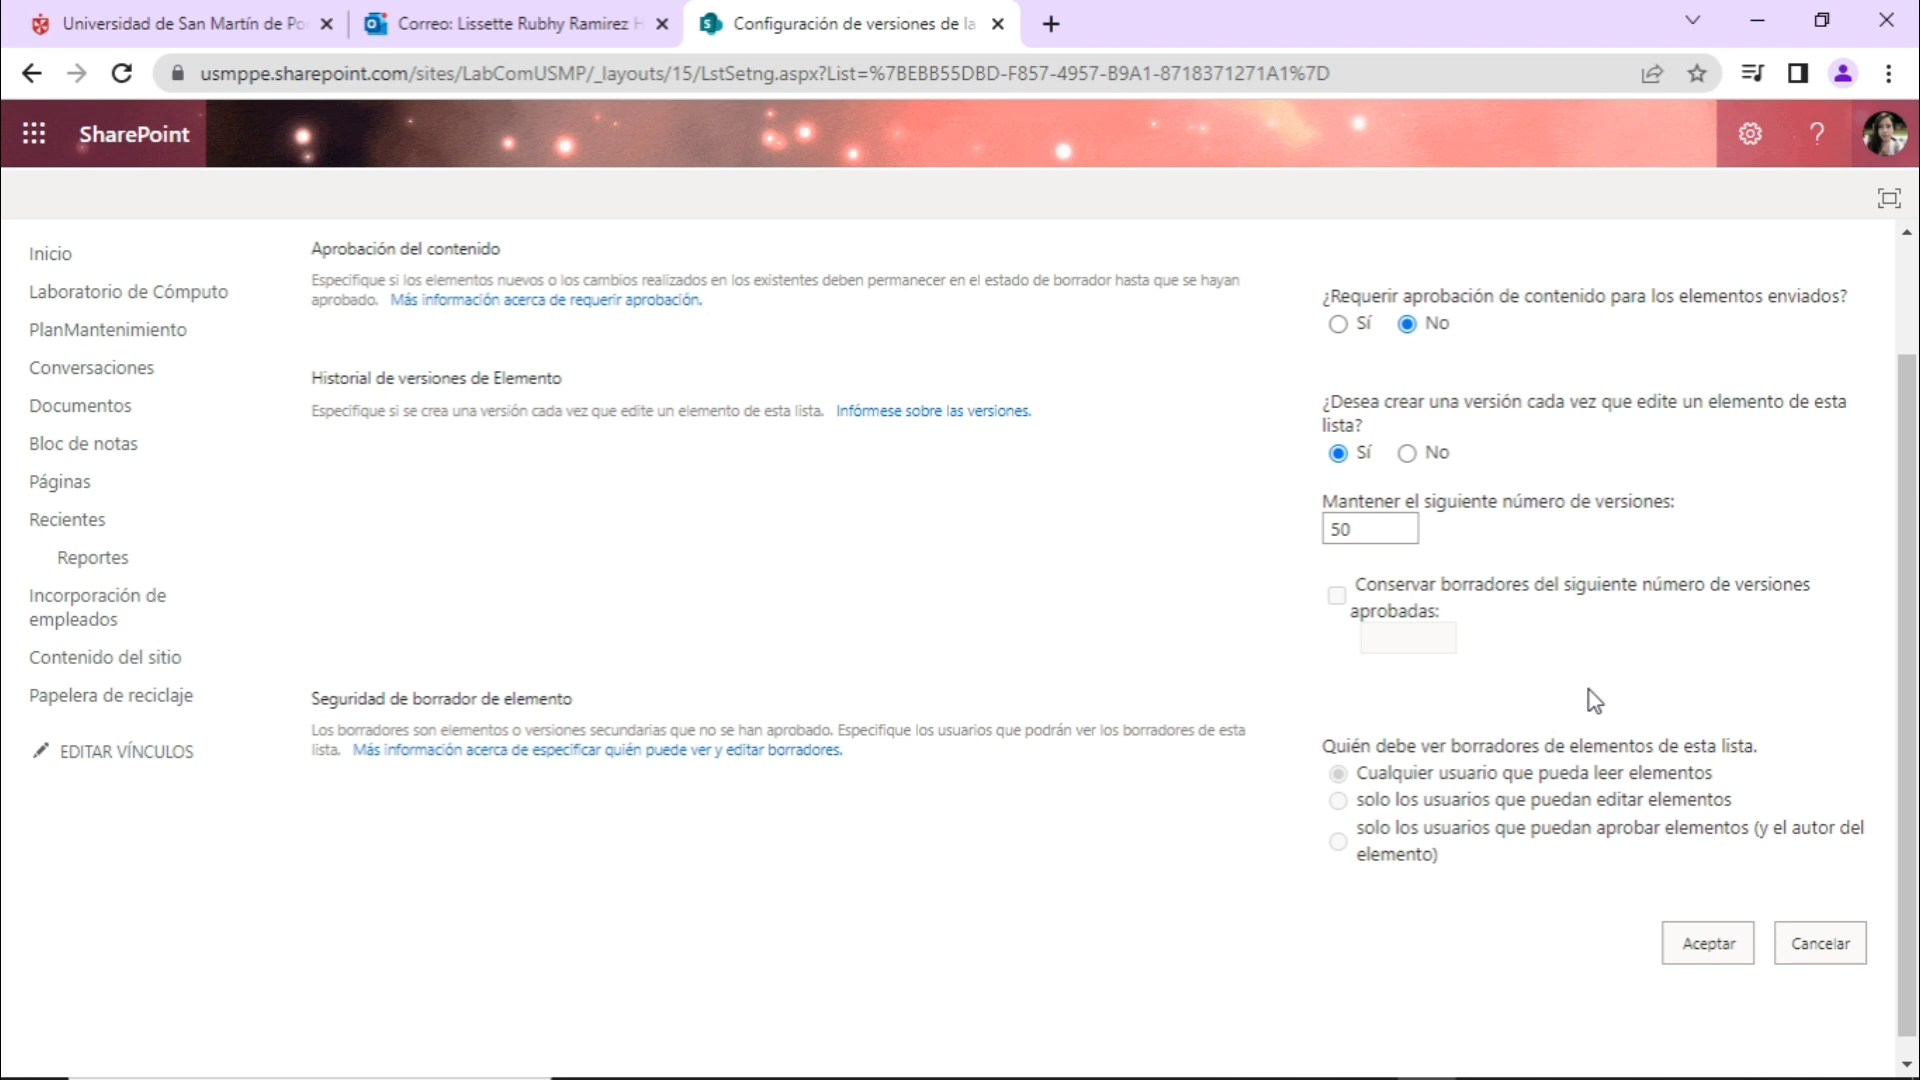 Universidad de San Martín de Po
Correo: Lissette Rubhy Ramirez H
Configuración de versiones de la
usmppe.sharepoint.com/sites/LabComUSMP/_layouts/15/LstSetng.aspx?List=%7BEBB55DBD-F857-4957-B9A1-8718371271A1%7D
SharePoint
Inicio
Laboratorio de Cómputo
PlanMantenimiento
Conversaciones
Documentos
Bloc de notas
Páginas
Recientes
Reportes
Incorporación de
empleados
Contenido del sitio
Papelera de reciclaje
EDITAR VÍNCULOS
Aprobación del contenido
Especifique si los elementos nuevos o los cambios realizados en los existentes deben permanecer en el estado de borrador hasta que se hayan
aprobado. Más información acerca de requerir aprobación.
¿Requerir aprobación de contenido para los elementos enviados?
Sí No
Historial de versiones de Elemento
Especifique si se crea una versión cada vez que edite un elemento de esta lista. Infórmese sobre las versiones.
¿Desea crear una versión cada vez que edite un elemento de esta
lista?
Sí No
Mantener el siguiente número de versiones:
50
Conservar borradores del siguiente número de versiones
aprobadas:
Seguridad de borrador de elemento
Los borradores son elementos o versiones secundarias que no se han aprobado. Especifique los usuarios que podrán ver los borradores de esta
lista. Más información acerca de especificar quién puede ver y editar borradores.
Quién debe ver borradores de elementos de esta lista.
Cualquier usuario que pueda leer elementos
solo los usuarios que puedan editar elementos
solo los usuarios que puedan aprobar elementos (y el autor del
elemento)
Aceptar Cancelar